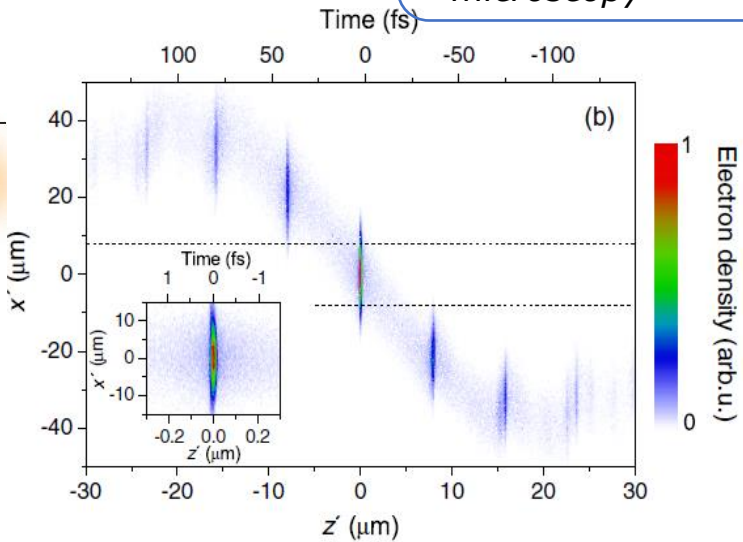 microscopy
Time (fs)
100 50 0 -50 -100
(b)
40
20
0
-20
-40
x´ (μm)
Time (fs)
1 0 -1
10
0
-10
x´ (μm)
-0.2 0.0 0.2
z´ (μm)
-30 -20 -10 0 10 20 30
z´ (μm)
1
0
Electron density (arb.u.)